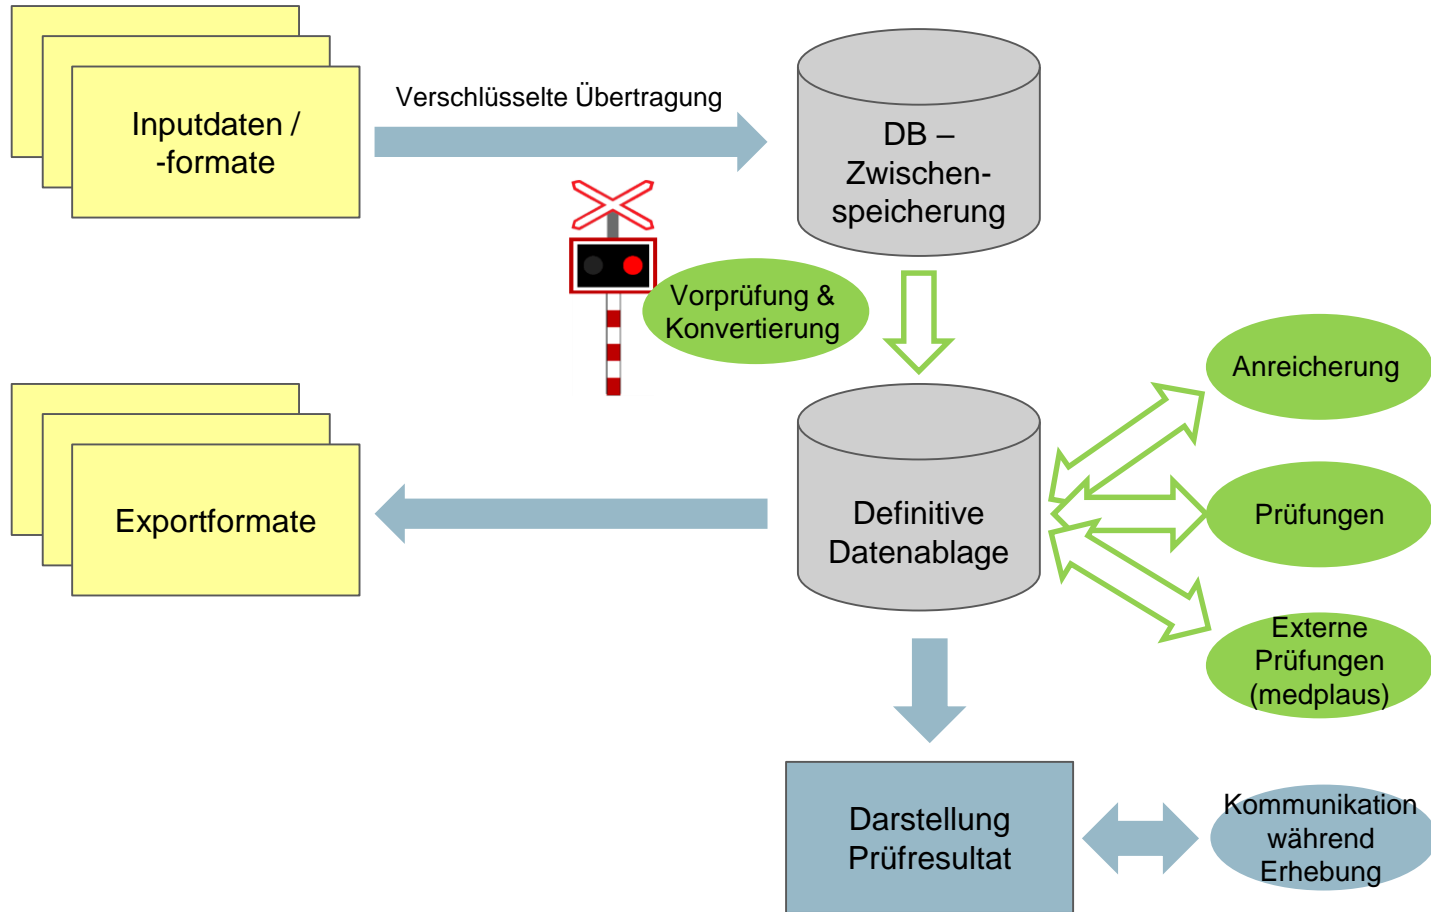 Inputdaten /
-formate
Verschlüsselte Übertragung
DB –
Zwischen-
speicherung
Vorprüfung &
Konvertierung
Anreicherung
Exportformate
Definitive
Datenablage
Prüfungen
Externe
Prüfungen
(medplaus)
Darstellung
Prüfresultat
Kommunikation
während
Erhebung